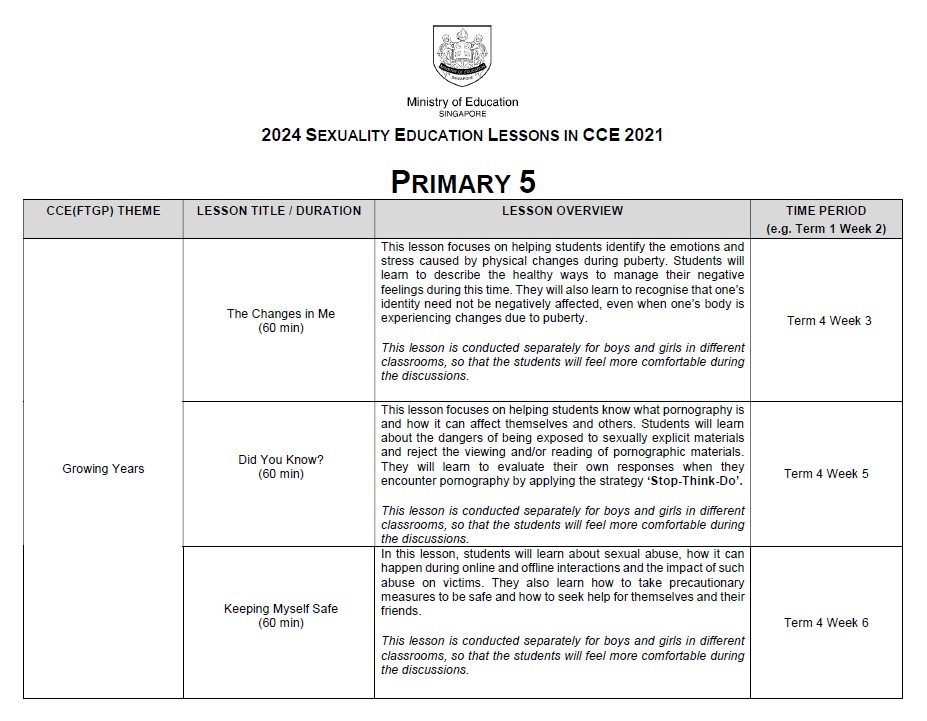 MINISTRY OF EDUCATION
SINGAPORE
Ministry of Education
SINGAPORE
2024 SEXUALITY EDUCATION LESSONS IN CCE 2021
PRIMARY 5
CCE(FTGP) THEME
LESSON TITLE / DURATION
LESSON OVERVIEW
TIME PERIOD
(e.g. Term 1 Week 2)
Growing Years
The Changes in Me
(60 min)
This lesson focuses on helping students identify the emotions and
stress caused by physical changes during puberty. Students will
learn to describe the healthy ways to manage their negative
feelings during this time. They will also learn to recognise that one's
identity need not be negatively affected, even when one's body is
experiencing changes due to puberty.
This lesson is conducted separately for boys and girls in different
classrooms, so that the students will feel more comfortable during
the discussions.
Term 4 Week 3
Did You Know?
(60 min)
This lesson focuses on helping students know what pornography is
and how it can affect themselves and others. Students will learn
about the dangers of being exposed to sexually explicit materials
and reject the viewing and/or reading of pornographic materials.
They will learn to evaluate their own responses when they
encounter pornography by applying the strategy ‘Stop-Think-Do’.
This lesson is conducted separately for boys and girls in different
classrooms, so that the students will feel more comfortable during
the discussions.
Term 4 Week 5
Keeping Myself Safe
(60 min)
In this lesson, students will learn about sexual abuse, how it can
happen during online and offline interactions and the impact of such
abuse on victims. They also learn how to take precautionary
measures to be safe and how to seek help for themselves and their
friends.
This lesson is conducted separately for boys and girls in different
classrooms, so that the students will feel more comfortable during
the discussions.
Term 4 Week 6